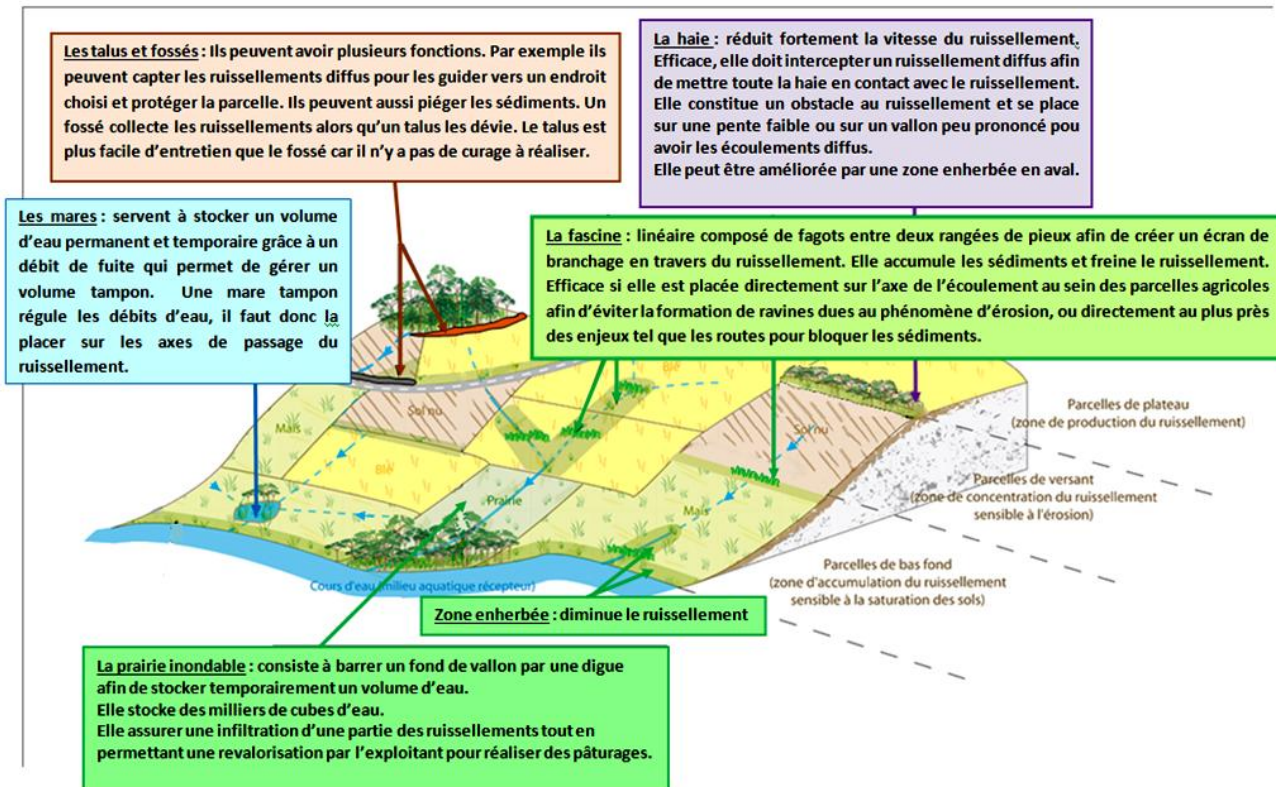 Les talus et fossés : Ils peuvent avoir plusieurs fonctions. Par exemple ils
peuvent capter les ruissellements diffus pour les guider vers un endroit
choisi et protéger la parcelle. Ils peuvent aussi piéger les sédiments. Un
fossé collecte les ruissellements alors qu'un talus les dévie. Le talus est
plus facile d'entretien que le fossé car il n'y a pas de curage à réaliser.
La haie : réduit fortement la vitesse du ruissellement.
Efficace, elle doit intercepter un ruissellement diffus afin
de mettre toute la haie en contact avec le ruissellement.
Elle constitue un obstacle au ruissellement et se place
sur une pente faible ou sur un vallon peu prononcé pou
avoir les écoulements diffus.
Elle peut être améliorée par une zone enherbée en aval.
Les mares : servent à stocker un volume
d'eau permanent et temporaire grâce à un
débit de fuite qui permet de gérer un
volume tampon. Une mare tampon
régule les débits d'eau, il faut donc la
placer sur les axes de passage du
ruissellement.
La fascine : linéaire composé de fagots entre deux rangées de pieux afin de créer un écran de
branchage en travers du ruissellement. Elle accumule les sédiments et freine le ruissellement.
Efficace si elle est placée directement sur l'axe de l'écoulement au sein des parcelles agricoles
afin d'éviter la formation de ravines dues au phénomène d'érosion, ou directement au plus près
des enjeux tel que les routes pour bloquer les sédiments.
Blé
Blé
Sol nu
Maïs
Sol nu
Blé
Prairie
Maïs
Parcelles de plateau
(zone de production du ruissellement)
Parcelles de versant
(zone de concentration du ruissellement
sensible à l'érosion)
Parcelles de bas fond
(zone d'accumulation du ruissellement
sensible à la saturation des sols)
Cours d'eau (milieu aquatique récepteur)
Zone enherbée : diminue le ruissellement
La prairie inondable : consiste à barrer un fond de vallon par une digue
afin de stocker temporairement un volume d'eau.
Elle stocke des milliers de cubes d'eau.
Elle assurer une infiltration d'une partie des ruissellements tout en
permettant une revalorisation par l'exploitant pour réaliser des pâturages.